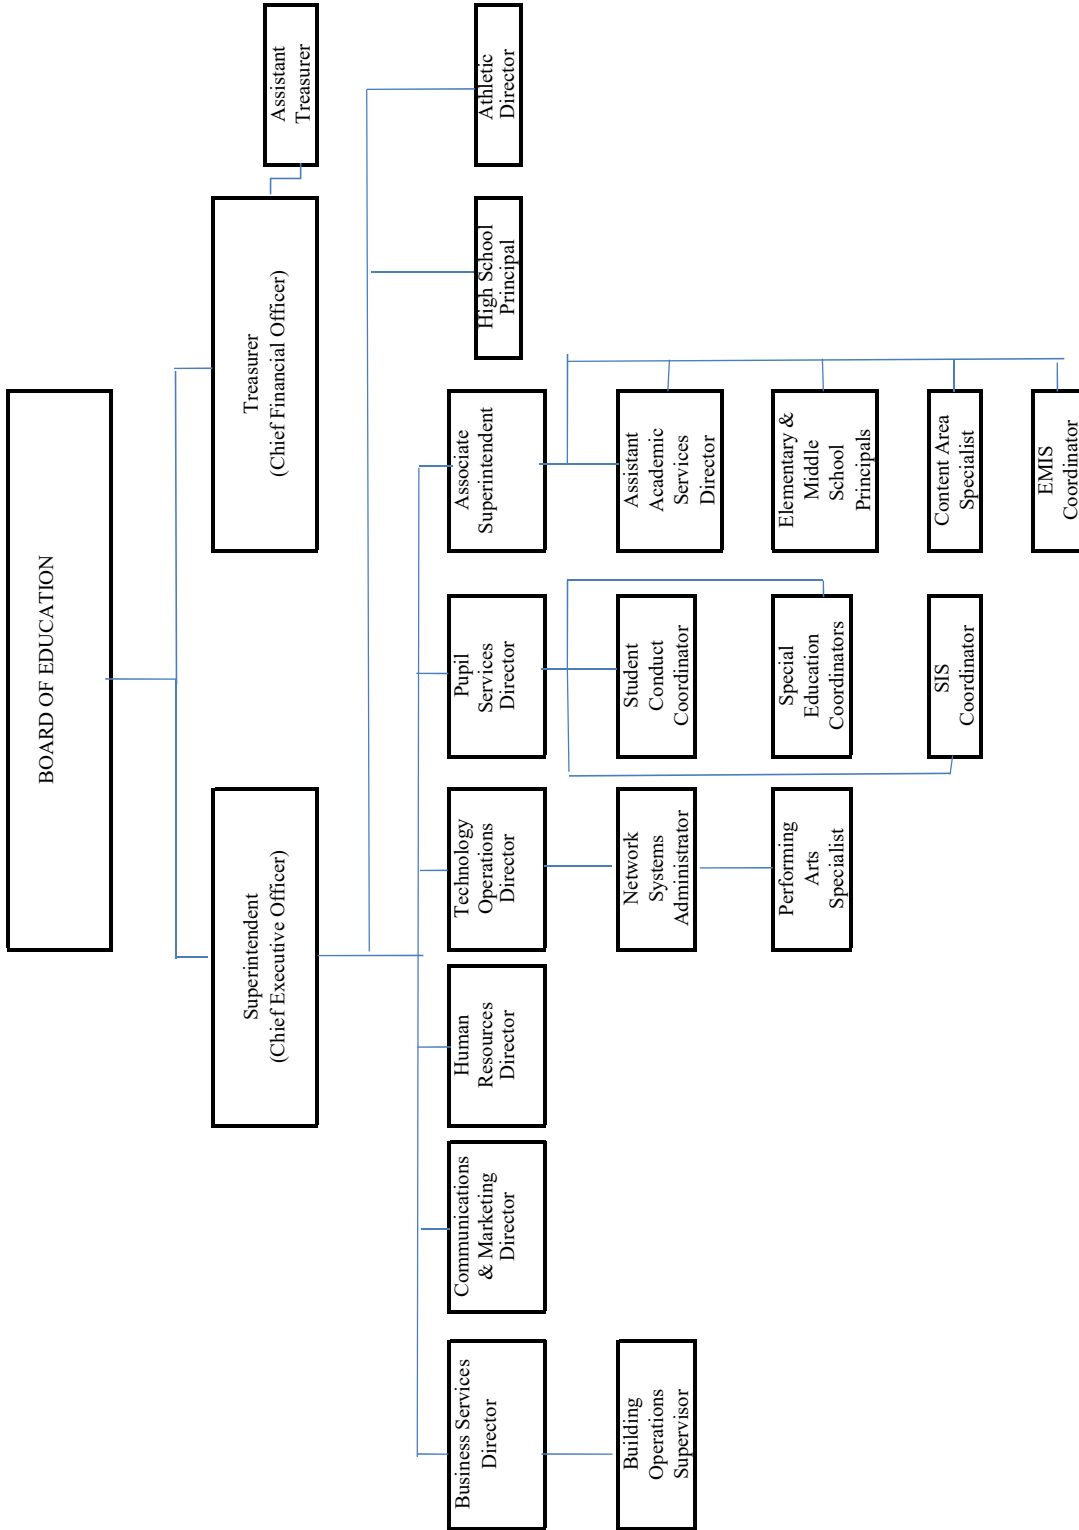 BOARD OF EDUCATION
Superintendent
(Chief Executive Officer)
Treasurer
(Chief Financial Officer)
Assistant
Treasurer
Business Services
Director
Communications
& Marketing
Director
Human
Resources
Director
Technology
Operations
Director
Pupil
Services
Director
Associate
Superintendent
High School
Principal
Athletic
Director
Building
Operations
Supervisor
Network
Systems
Administrator
Student
Conduct
Coordinator
Assistant
Academic
Services
Director
Performing
Arts
Specialist
Special
Education
Coordinators
Elementary &
Middle
School
Principals
SIS
Coordinator
Content Area
Specialist
EMIS
Coordinator